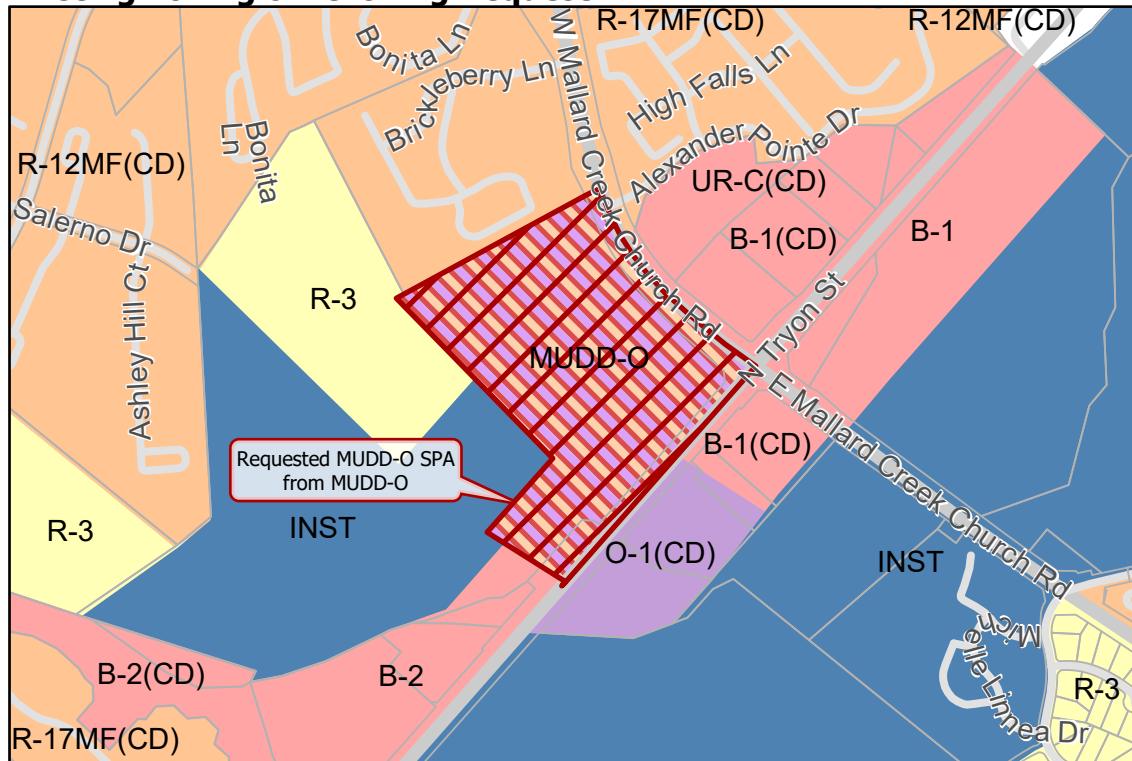 R-17MF(CD)
R-12MF(CD)
Bonita Ln
Brickleberry Ln
W Mallard Creek Church Rd
High Falls Ln
Bonita
Ln
Alexander Pointe Dr
R-12MF(CD)
UR-C(CD)
Salerno Dr
B-1(CD)
B-1
Ashley Hill Ct
R-3
MUDD-O
N Tryon St
E Mallard Creek Church Rd
B-1(CD)
Requested MUDD-O SPA
from MUDD-O
INST
R-3
O-1(CD)
INST
Michelle Linnea Dr
B-2(CD)
B-2
R-3
R-17MF(CD)